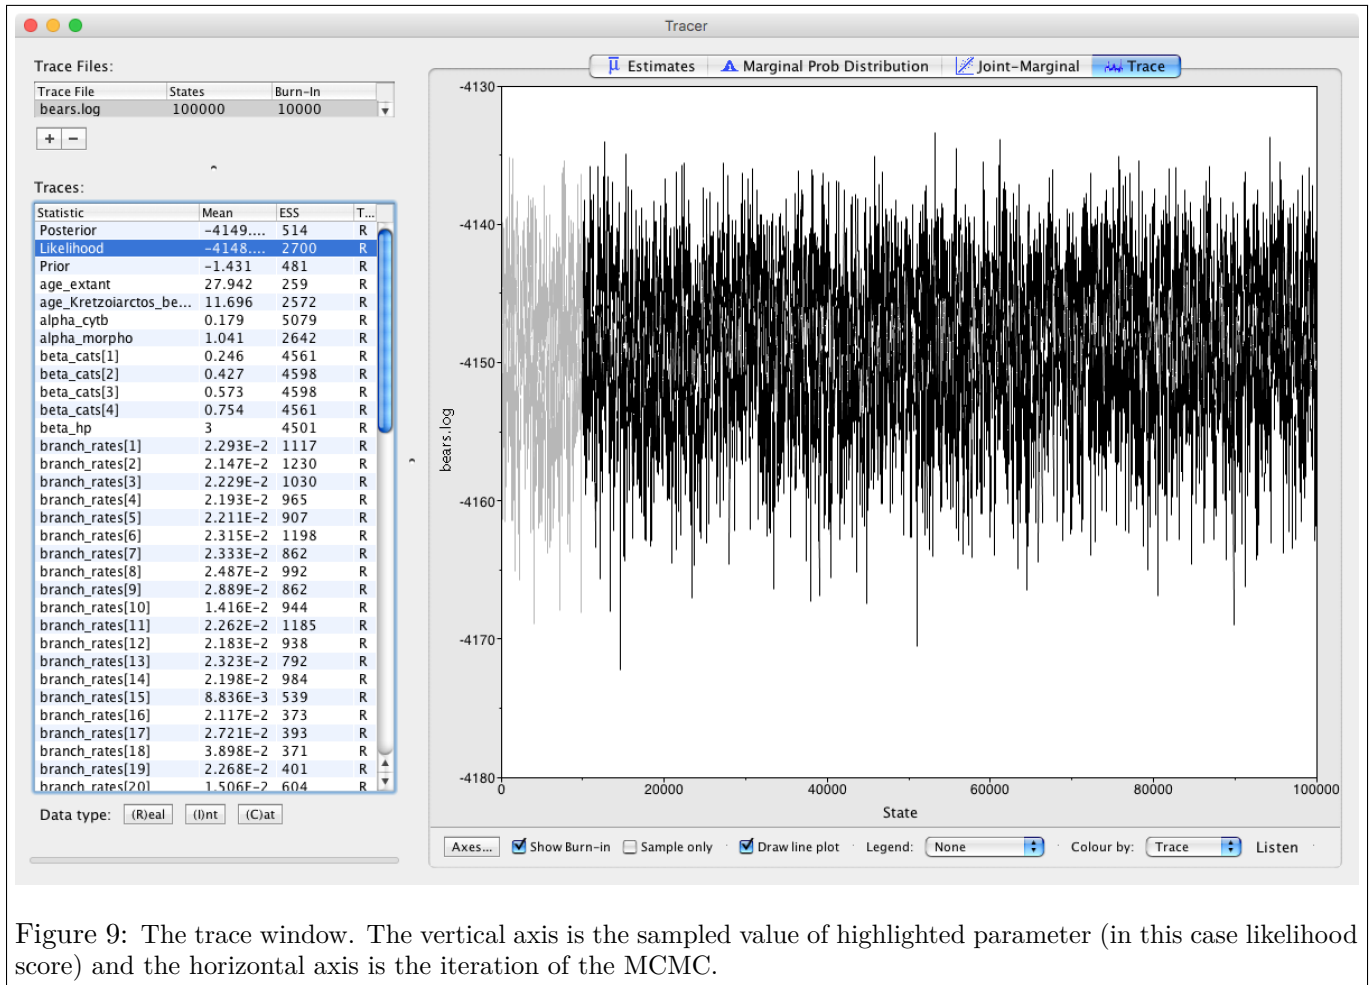 Tracer
Trace Files:
Trace File States Burn-In
bears.log 100000 10000
+ −
Traces:
Statistic Mean ESS T...
Posterior -4149.... 514 R
Likelihood -4148.... 2700 R
Prior -1.431 481 R
age_extant 27.942 259 R
age_Kretzoiarctos_be... 11.696 2572 R
alpha_cytb 0.179 5079 R
alpha_morpho 1.041 2642 R
beta_cats[1] 0.246 4561 R
beta_cats[2] 0.427 4598 R
beta_cats[3] 0.573 4598 R
beta_cats[4] 0.754 4561 R
beta_hp 3 4501 R
branch_rates[1] 2.293E-2 1117 R
branch_rates[2] 2.147E-2 1230 R
branch_rates[3] 2.229E-2 1030 R
branch_rates[4] 2.193E-2 965 R
branch_rates[5] 2.211E-2 907 R
branch_rates[6] 2.315E-2 1198 R
branch_rates[7] 2.333E-2 862 R
branch_rates[8] 2.487E-2 992 R
branch_rates[9] 2.889E-2 862 R
branch_rates[10] 1.416E-2 944 R
branch_rates[11] 2.262E-2 1185 R
branch_rates[12] 2.183E-2 938 R
branch_rates[13] 2.323E-2 792 R
branch_rates[14] 2.198E-2 984 R
branch_rates[15] 8.836E-3 539 R
branch_rates[16] 2.117E-2 373 R
branch_rates[17] 2.721E-2 393 R
branch_rates[18] 3.898E-2 371 R
branch_rates[19] 2.268E-2 401 R
branch_rates[20] 1.506E-2 604 R
Data type: (R)eal (I)nt (C)at
μ Estimates Marginal Prob Distribution Joint-Marginal Trace
-4130
-4140
-4150
-4160
-4170
-4180
bears.log
0 20000 40000 60000 80000 100000
State
Axes... Show Burn-in Sample only Draw line plot Legend: None Colour by: Trace Listen
Figure 9: The trace window. The vertical axis is the sampled value of highlighted parameter (in this case likelihood
score) and the horizontal axis is the iteration of the MCMC.